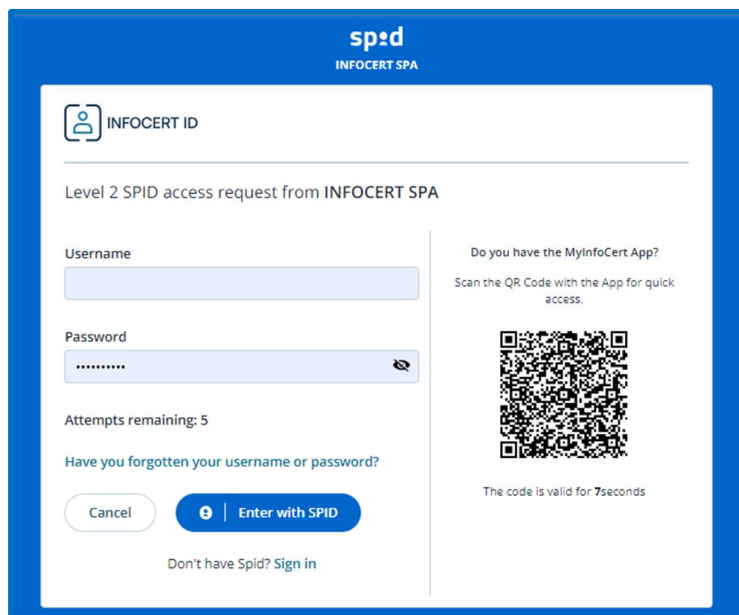 spid
INFOCERT SPA
INFOCERT ID
Level 2 SPID access request from INFOCERT SPA
Username
Password
••••••••••
Attempts remaining: 5
Have you forgotten your username or password?
Cancel
Enter with SPID
Don't have Spid? Sign in
Do you have the MyInfoCert App?
Scan the QR Code with the App for quick
access.
The code is valid for 7seconds